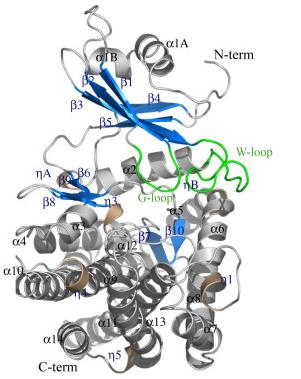 α1A
α1B
N-term
β2
β1
β3
β4
β5
W-loop
ηA
β6
α2
ηB
G-loop
β8
η3
α5
α3
α6
α4
α12
β7
β10
α10
α9
η4
η1
α8
α11
α13
α7
α14
η5
C-term